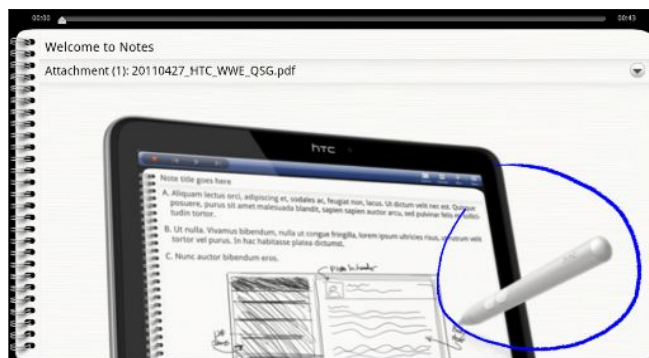 00:00
00:43
Welcome to Notes
Attachment (1): 20110427_HTC_WWE_QSG.pdf
hTC
Note title goes here
A. Aliquam lectus orci, adipiscing et, sodales ac, feugiat non, lacus. Ut dictum velit nec est. Quisque
posuere, purus sit amet malesuada blandit, sapien sapien auctor arcu, sed pulvinar felis mi sollici-
tudin tortor.
B. Ut nulla. Vivamus bibendum, nulla ut congue fringilla, lorem ipsum ultricies risus, ut rutrum velit
tortor vel purus. In hac habitasse platea dictumst.
C. Nunc auctor bibendum eros.
hTC